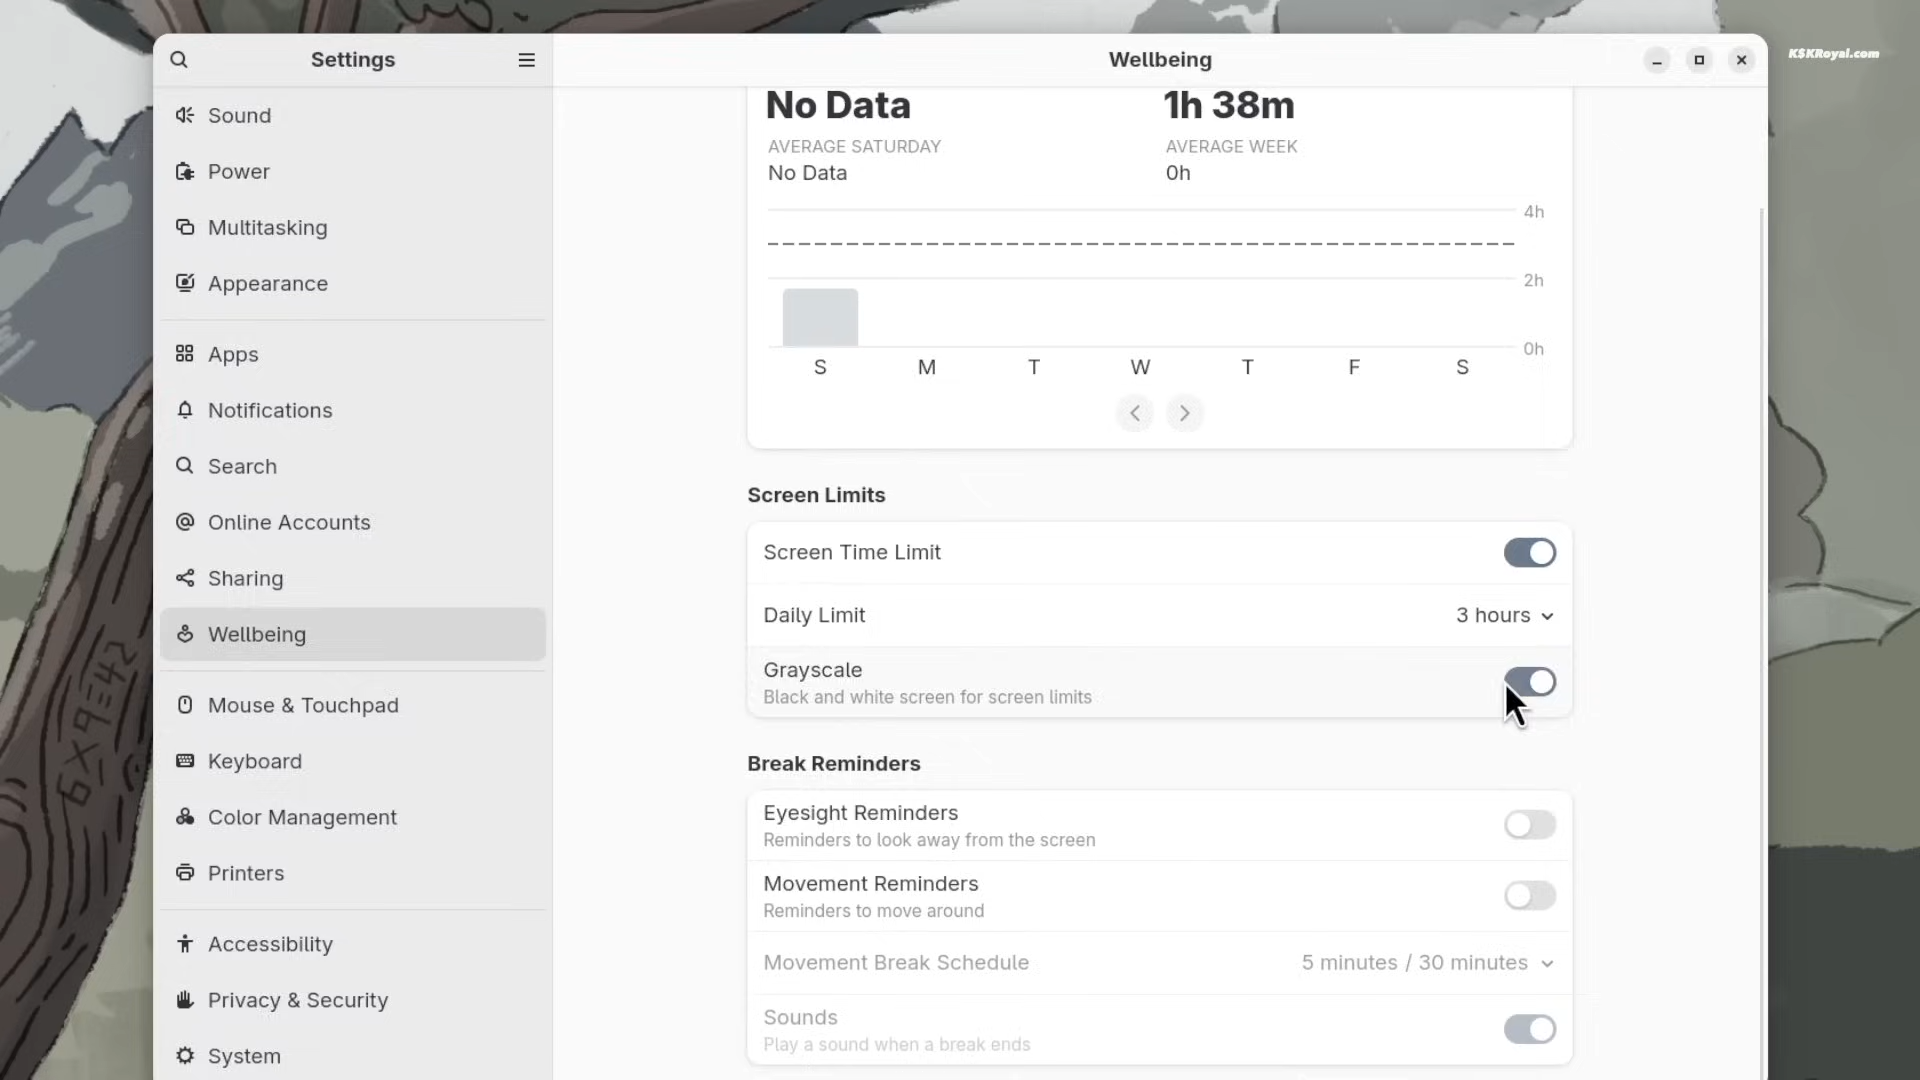 Settings
Wellbeing
K$KRoyal.com
Sound
Power
Multitasking
Appearance
Apps
Notifications
Search
Online Accounts
Sharing
Wellbeing
Mouse & Touchpad
Keyboard
Color Management
Printers
Accessibility
Privacy & Security
System
No Data
1h 38m
AVERAGE SATURDAY
AVERAGE WEEK
No Data
0h
4h
2h
0h
S M T W T F S
Screen Limits
Screen Time Limit
Daily Limit
3 hours
Grayscale
Black and white screen for screen limits
Break Reminders
Eyesight Reminders
Reminders to look away from the screen
Movement Reminders
Reminders to move around
Movement Break Schedule
5 minutes / 30 minutes
Sounds
Play a sound when a break ends
6×9=42